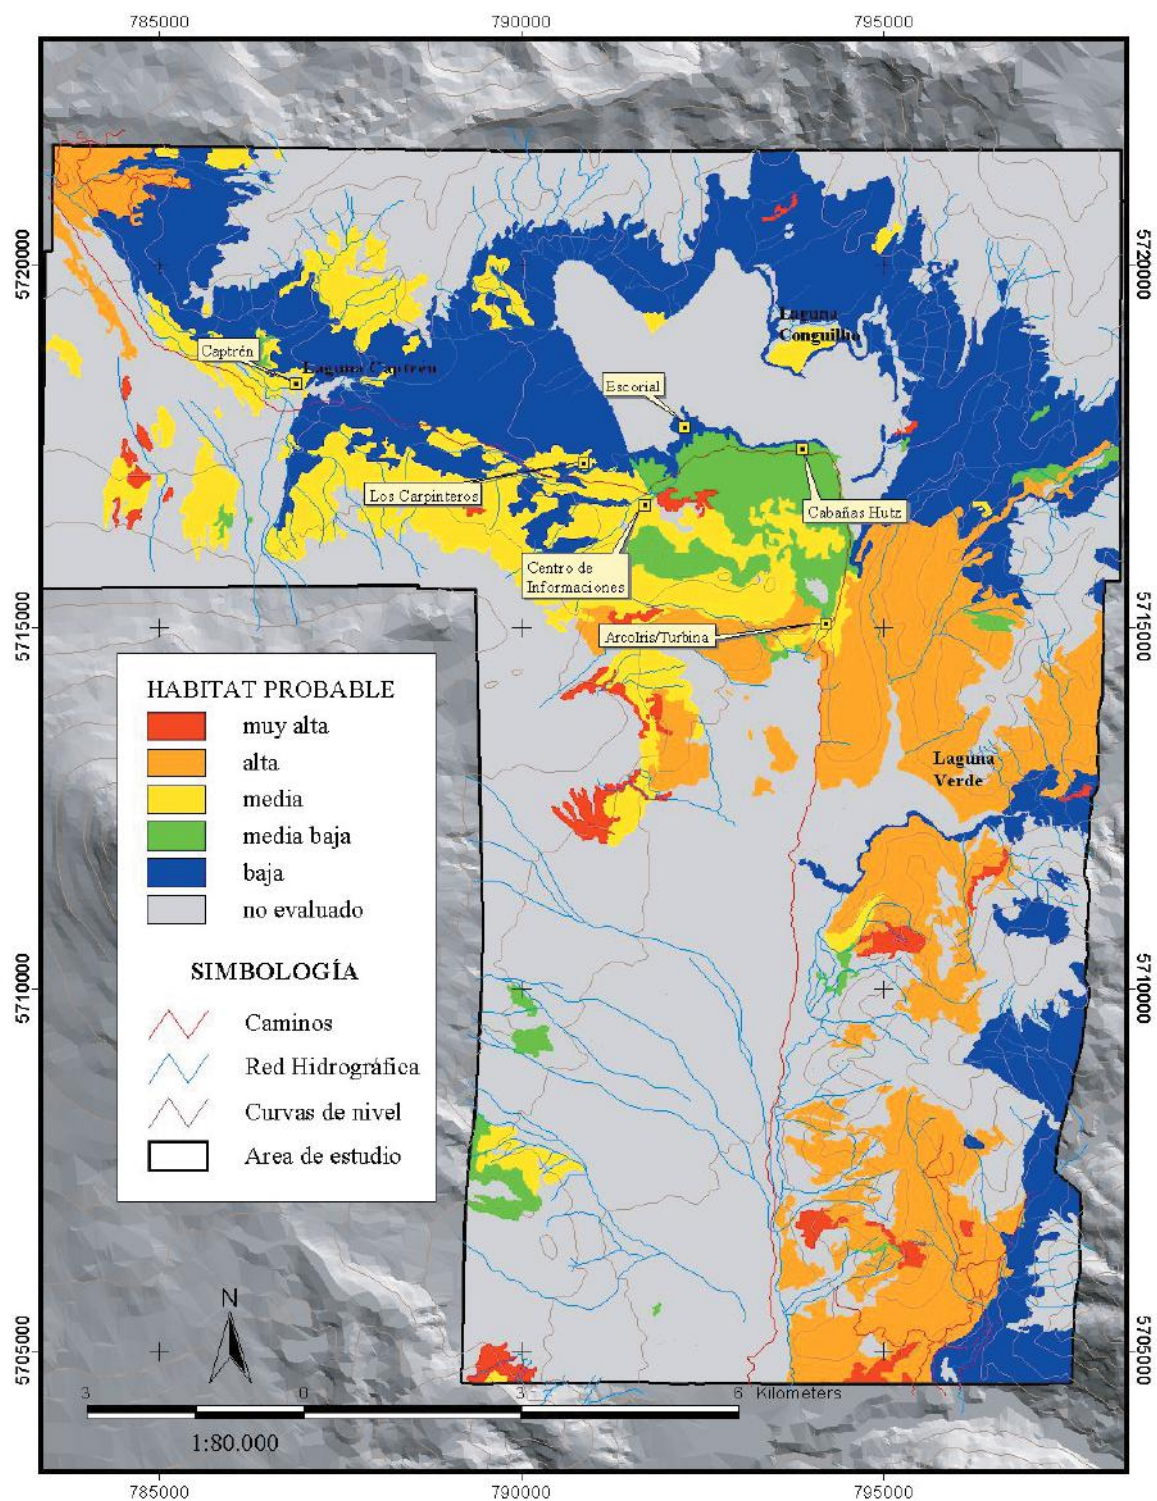 785000 790000 795000
5720000 5720000
Laguna
Conguilho
Captrén
Laguna Captrén
Escorial
Los Carpinteros
Cabañas Hutz
Centro de
Informaciones
5715000 5715000
ArcoIris/Turbina
HABITAT PROBABLE
muy alta
alta
media
media baja
baja
no evaluado
Laguna
Verde
SIMBOLOGÍA
5710000 5710000
Caminos
Red Hidrográfica
Curvas de nivel
Area de estudio
N
5705000 5705000
3 0 3 6 Kilometers
1:80.000
785000 790000 795000